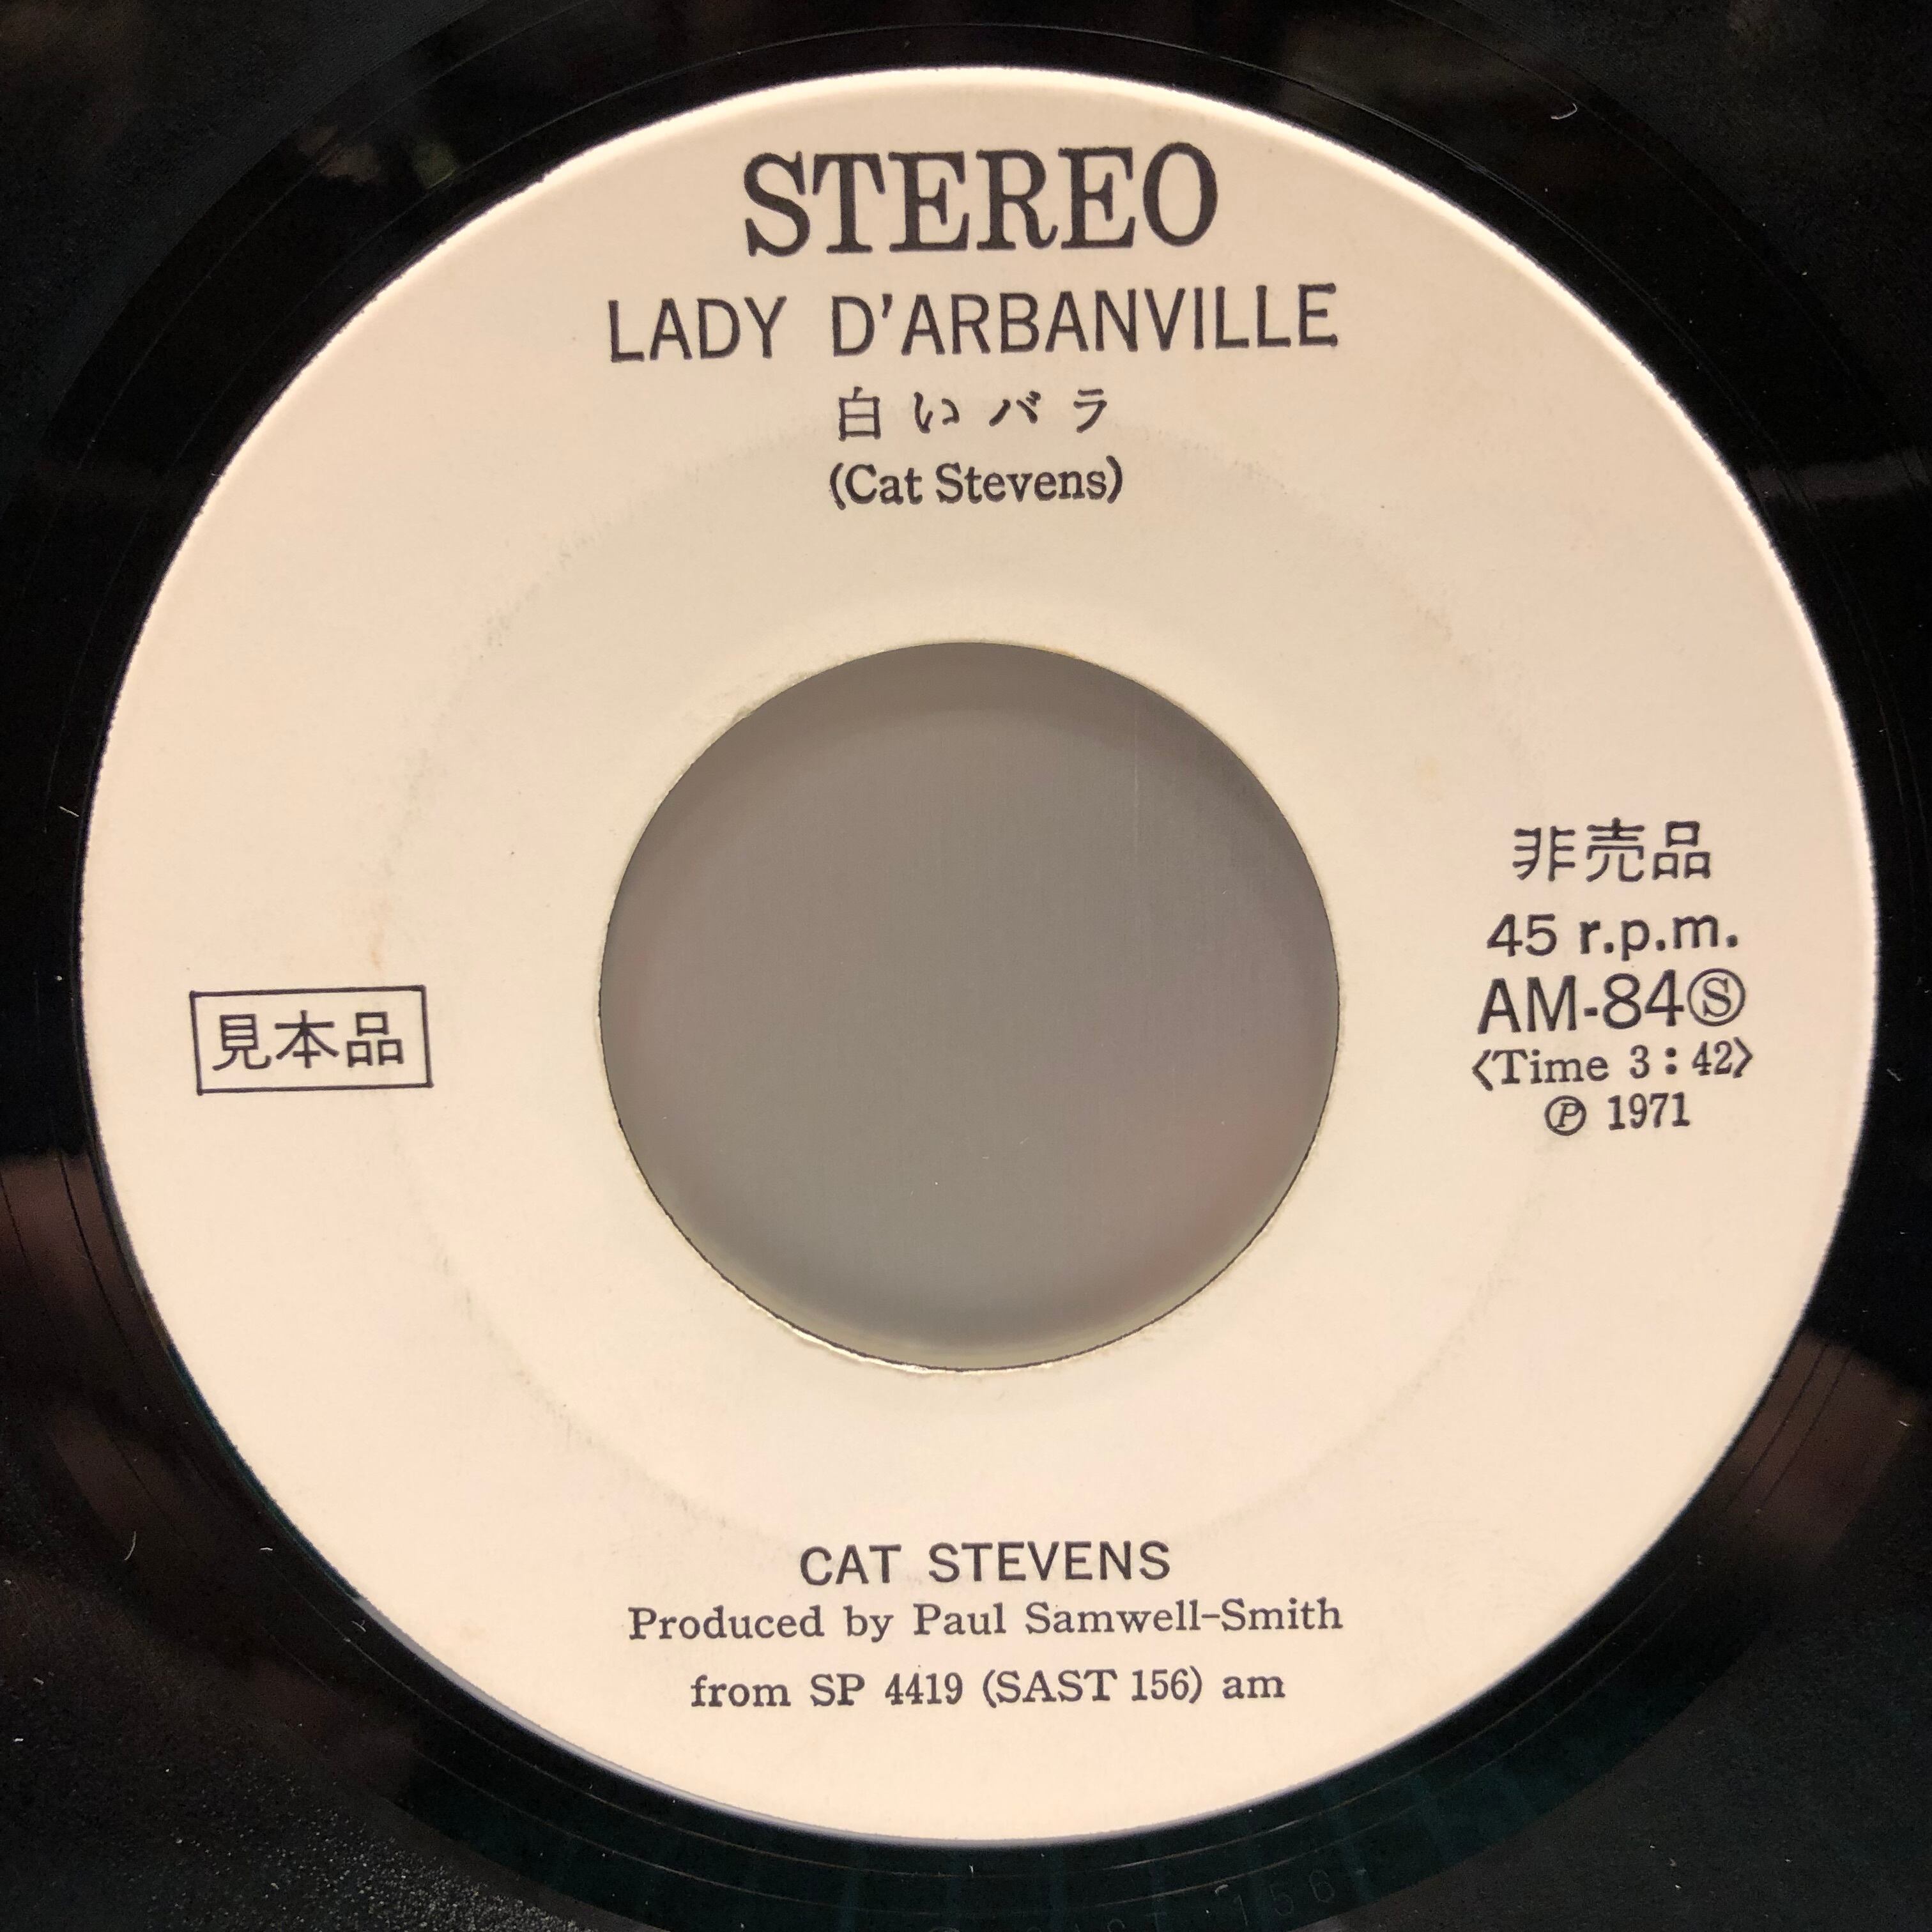 STEREO
LADY D'ARBANVILLE
白いバラ
(Cat Stevens)
非売品
45 r.p.m.
AM-84Ⓢ
〈Time 3:42〉
Ⓟ 1971
見本品
CAT STEVENS
Produced by Paul Samwell-Smith
from SP 4419 (SAST 156) am